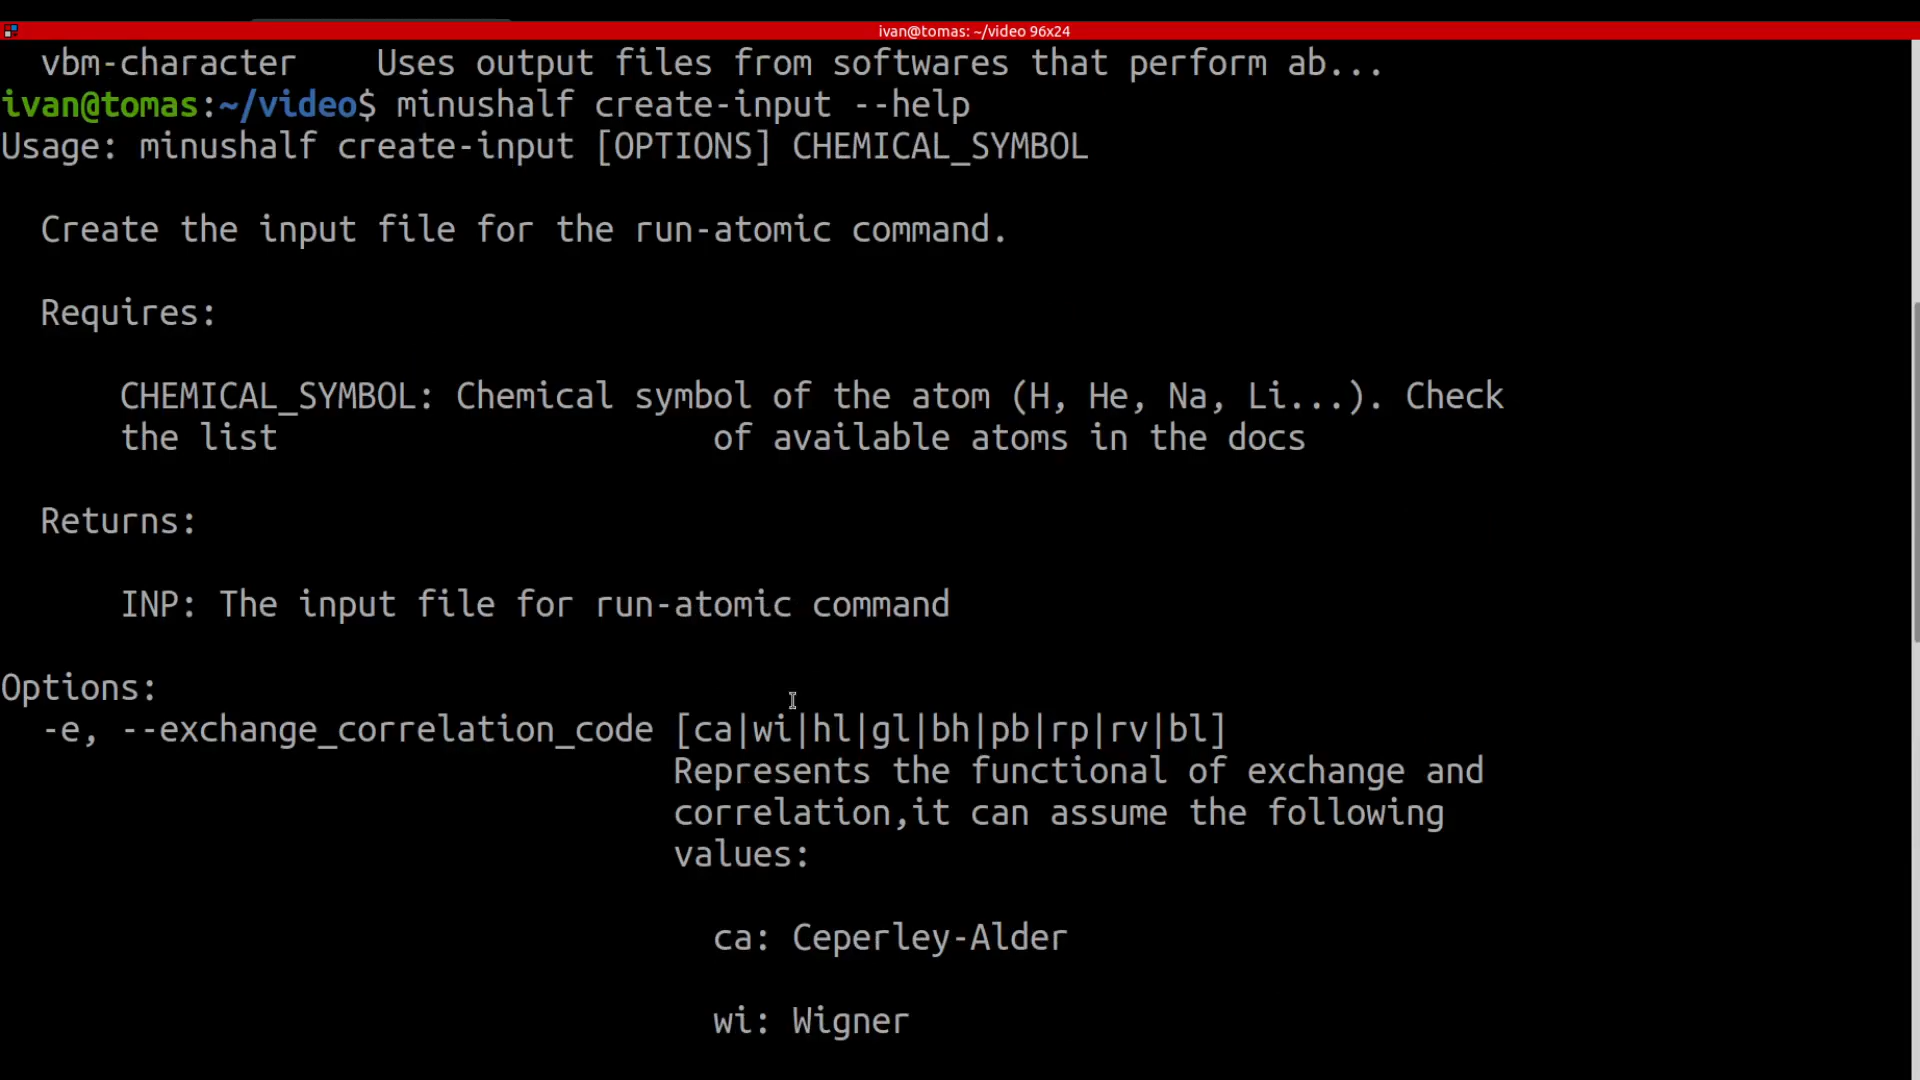 ivan@tomas: ~/video 96x24
vbm-character    Uses output files from softwares that perform ab...
ivan@tomas:~/video$ minushalf create-input --help
Usage: minushalf create-input [OPTIONS] CHEMICAL_SYMBOL
Create the input file for the run-atomic command.
Requires:
CHEMICAL_SYMBOL: Chemical symbol of the atom (H, He, Na, Li...). Check
the list                      of available atoms in the docs
Returns:
INP: The input file for run-atomic command
Options:
-e, --exchange_correlation_code [ca|wi|hl|gl|bh|pb|rp|rv|bl]
Represents the functional of exchange and
correlation,it can assume the following
values:
ca: Ceperley-Alder
wi: Wigner